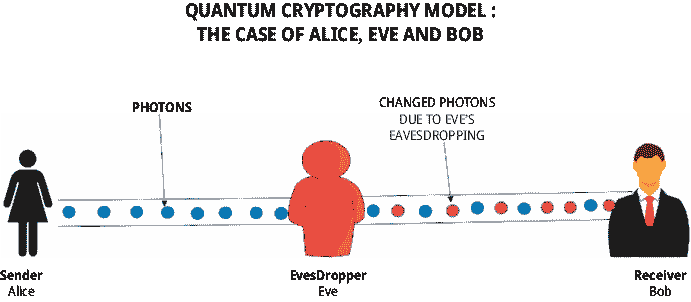 QUANTUM CRYPTOGRAPHY MODEL :
THE CASE OF ALICE, EVE AND BOB
PHOTONS
CHANGED PHOTONS
DUE TO EVE'S
EAVESDROPPING
Sender
Alice
EvesDropper
Eve
Receiver
Bob